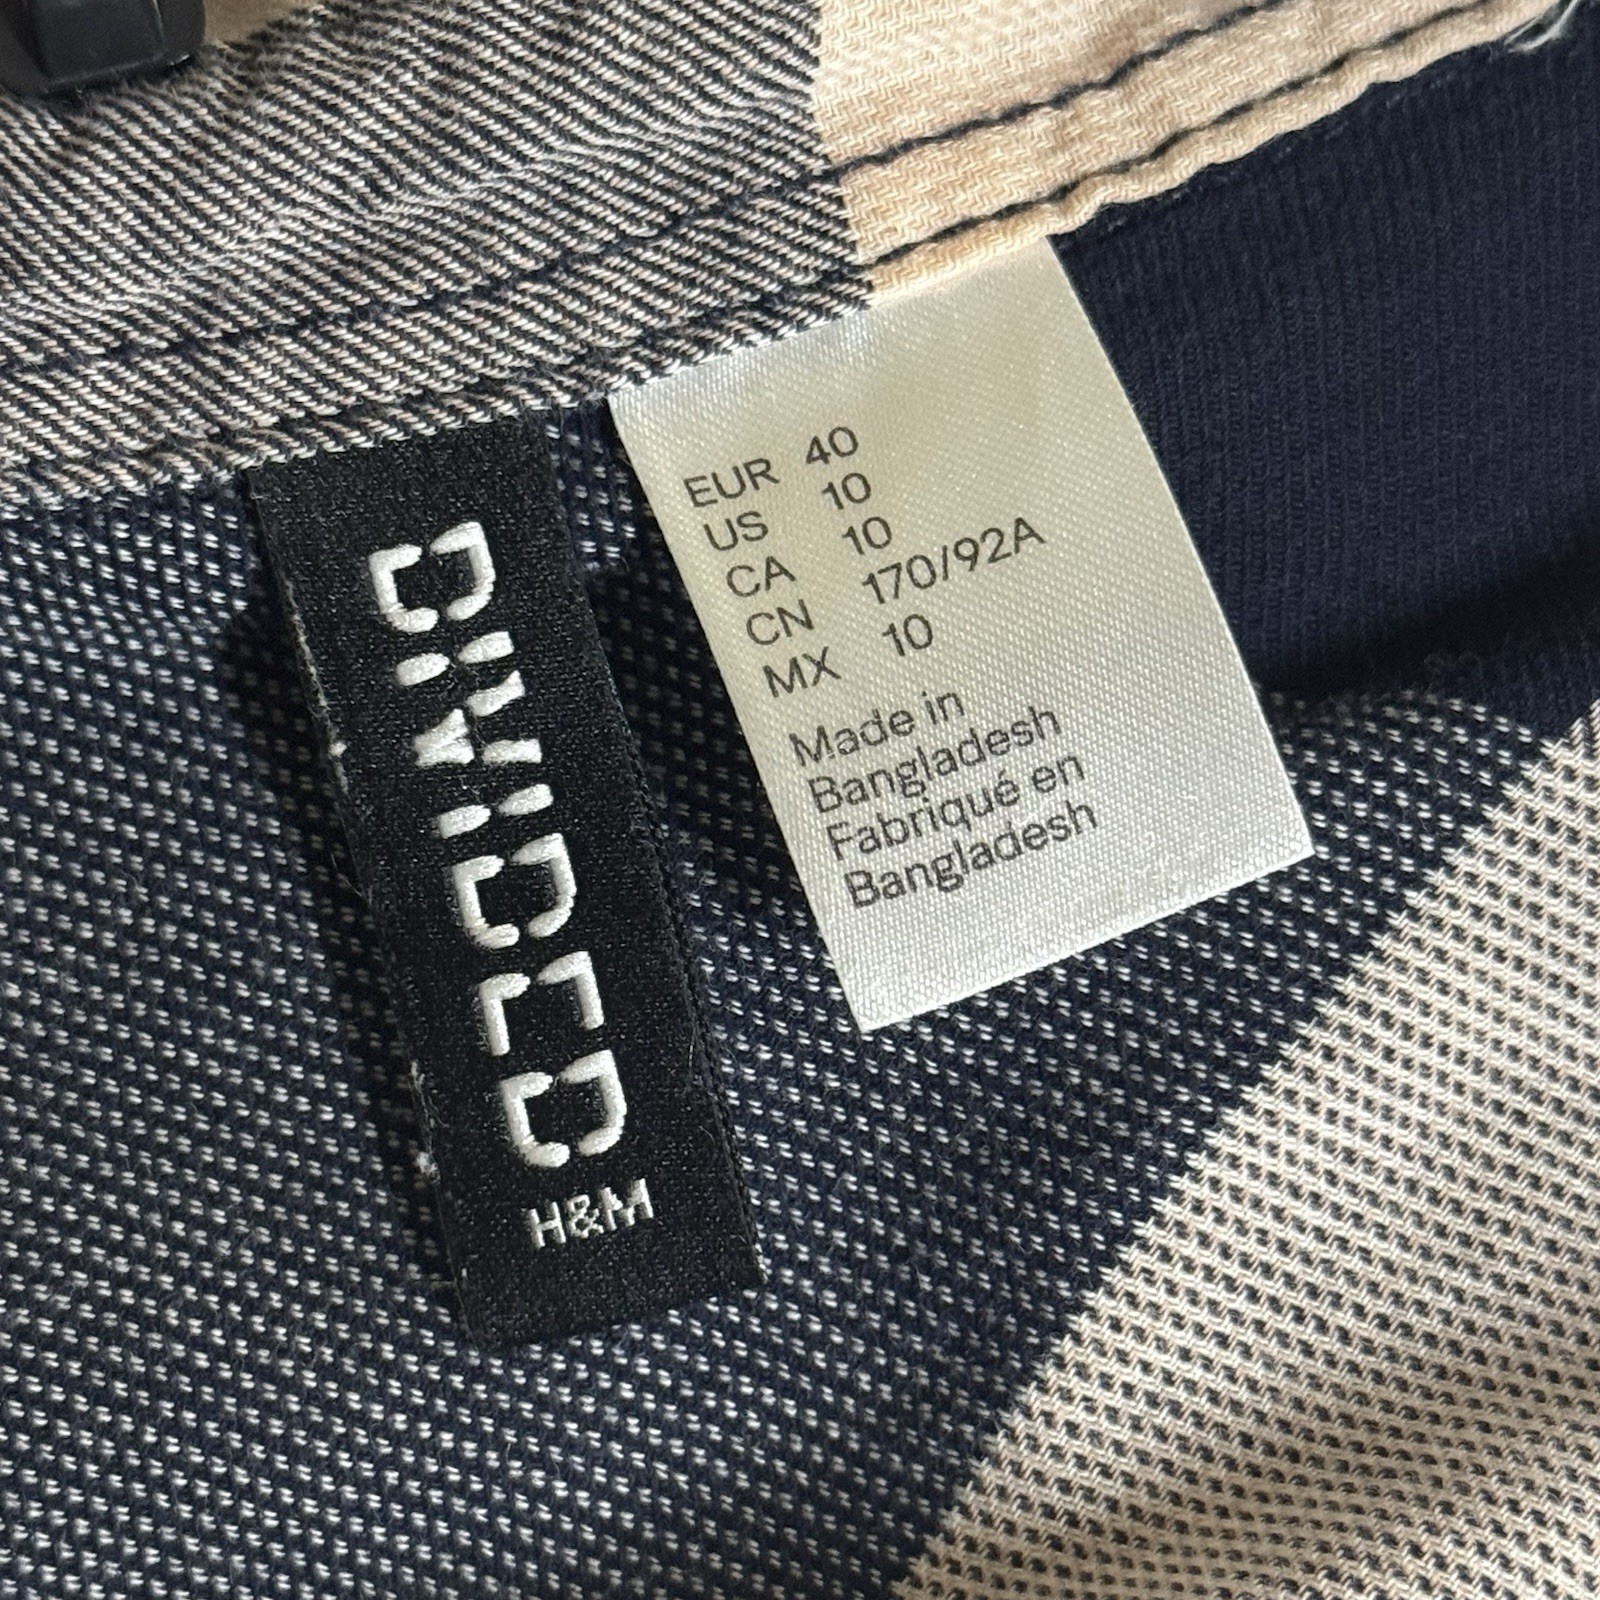 DIVIDED
H&M
EUR 40
US 10
CA 10
CN 170/92A
MX 10
Made in
Bangladesh
Fabriqué en
Bangladesh